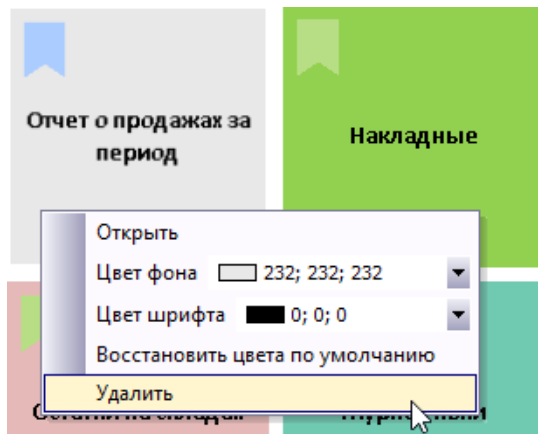 Отчет о продажах за
период
Накладные
Открыть
Цвет фона 232; 232; 232
Цвет шрифта 0; 0; 0
Восстановить цвета по умолчанию
Удалить